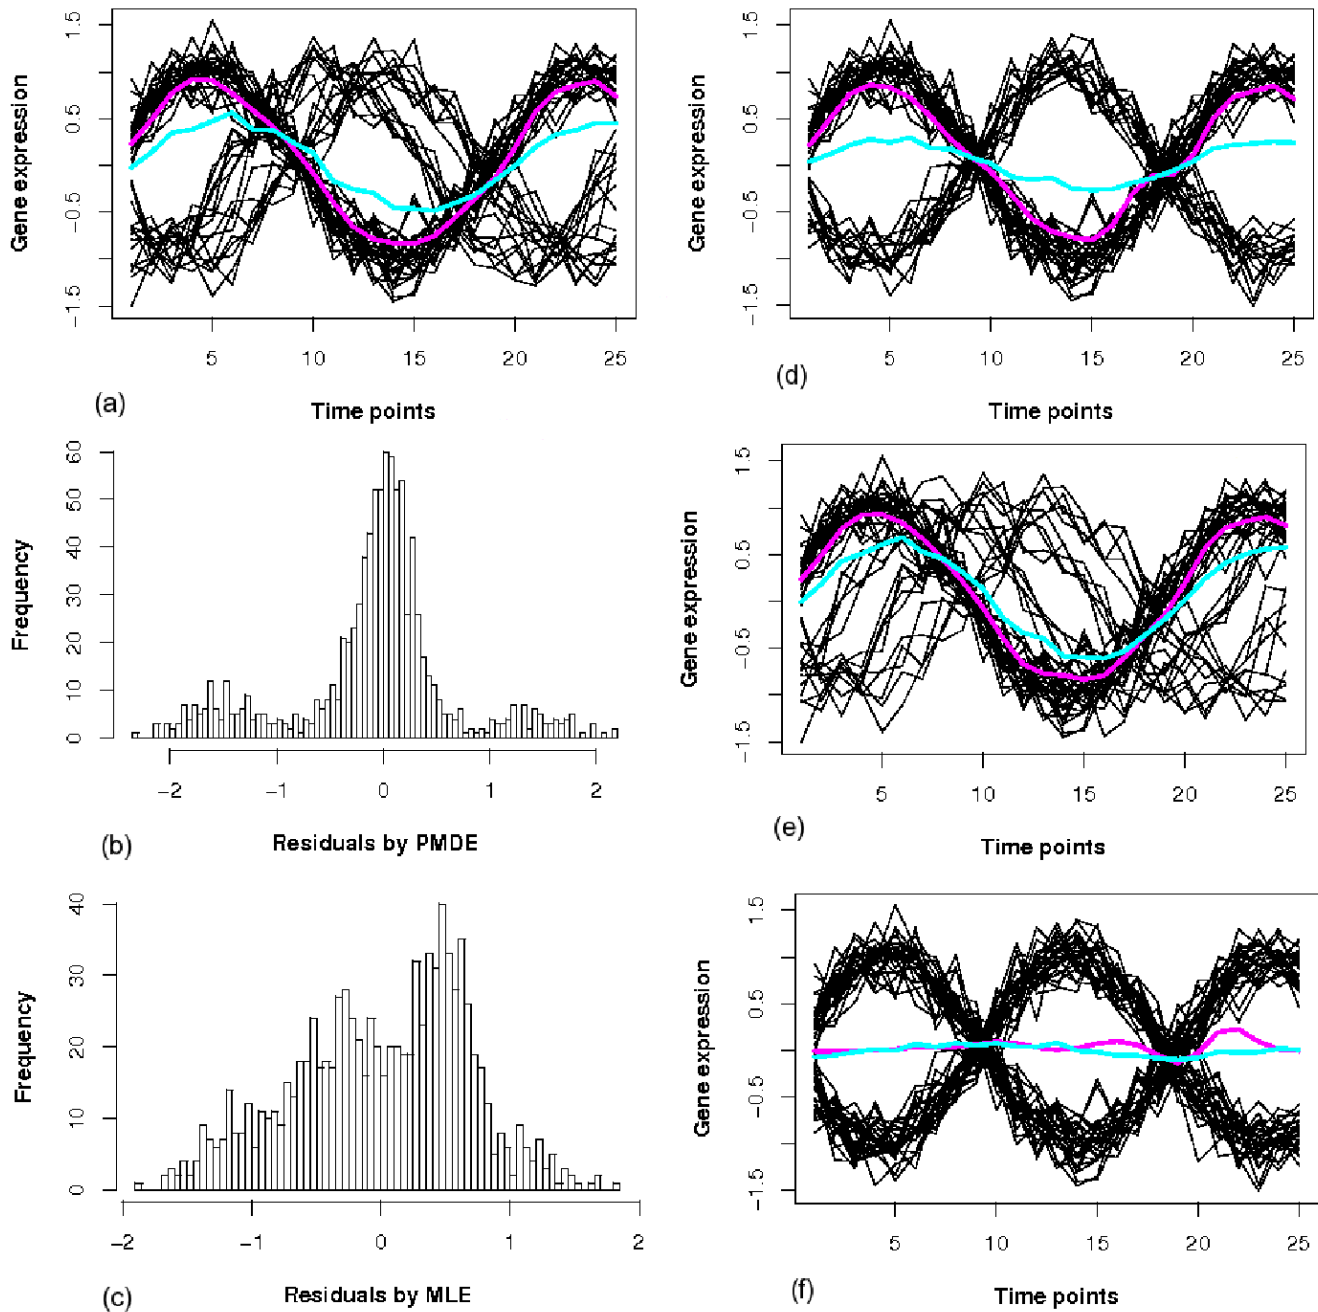 1.5
0.5
−0.5
−1.5
Gene expression
5 10 15 20 25
(a)
Time points
60
50
40
30
20
10
0
Frequency
−2 −1 0 1 2
(b)
Residuals by PMDE
40
30
20
10
0
Frequency
−2 −1 0 1 2
(c)
Residuals by MLE
1.5
0.5
−0.5
−1.5
Gene expression
5 10 15 20 25
(d)
Time points
1.5
0.5
−0.5
−1.5
Gene expression
5 10 15 20 25
(e)
Time points
1.5
0.5
−0.5
−1.5
Gene expression
5 10 15 20 25
(f)
Time points